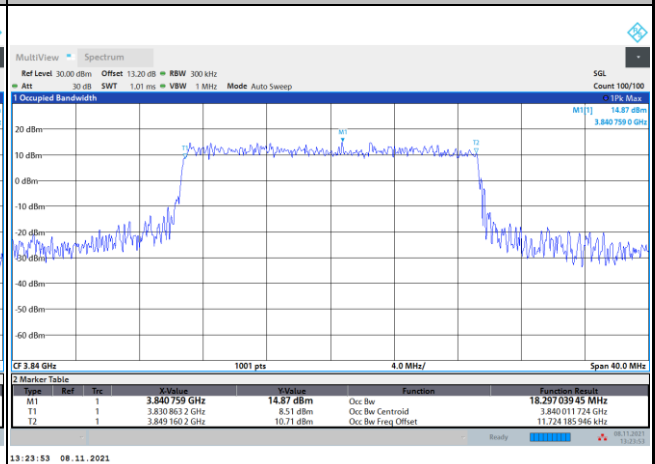 MultiView Spectrum
Ref Level 30.00 dBm Offset 13.20 dB RBW 300 kHz SGL
Att 30 dB SWT 1.01 ms VBW 1 MHz Mode Auto Sweep Count 100/100
1 Occupied Bandwidth 1Pk Max
M1[1] 14.87 dBm
3.840 759 0 GHz
M1
20 dBm
T1
T2
10 dBm
0 dBm
-10 dBm
-20 dBm
-30 dBm
-40 dBm
-50 dBm
-60 dBm
CF 3.84 GHz 1001 pts 4.0 MHz/ Span 40.0 MHz
2 Marker Table
Type Ref Trc X-Value Y-Value Function Function Result
M1 1 3.840 759 GHz 14.87 dBm Occ Bw 18.297 039 45 MHz
T1 1 3.830 863 2 GHz 8.51 dBm Occ Bw Centroid 3.840 011 724 GHz
T2 1 3.849 160 2 GHz 10.71 dBm Occ Bw Freq Offset 11.724 185 946 kHz
Ready 08.11.2021
13:23:53
13:23:53 08.11.2021